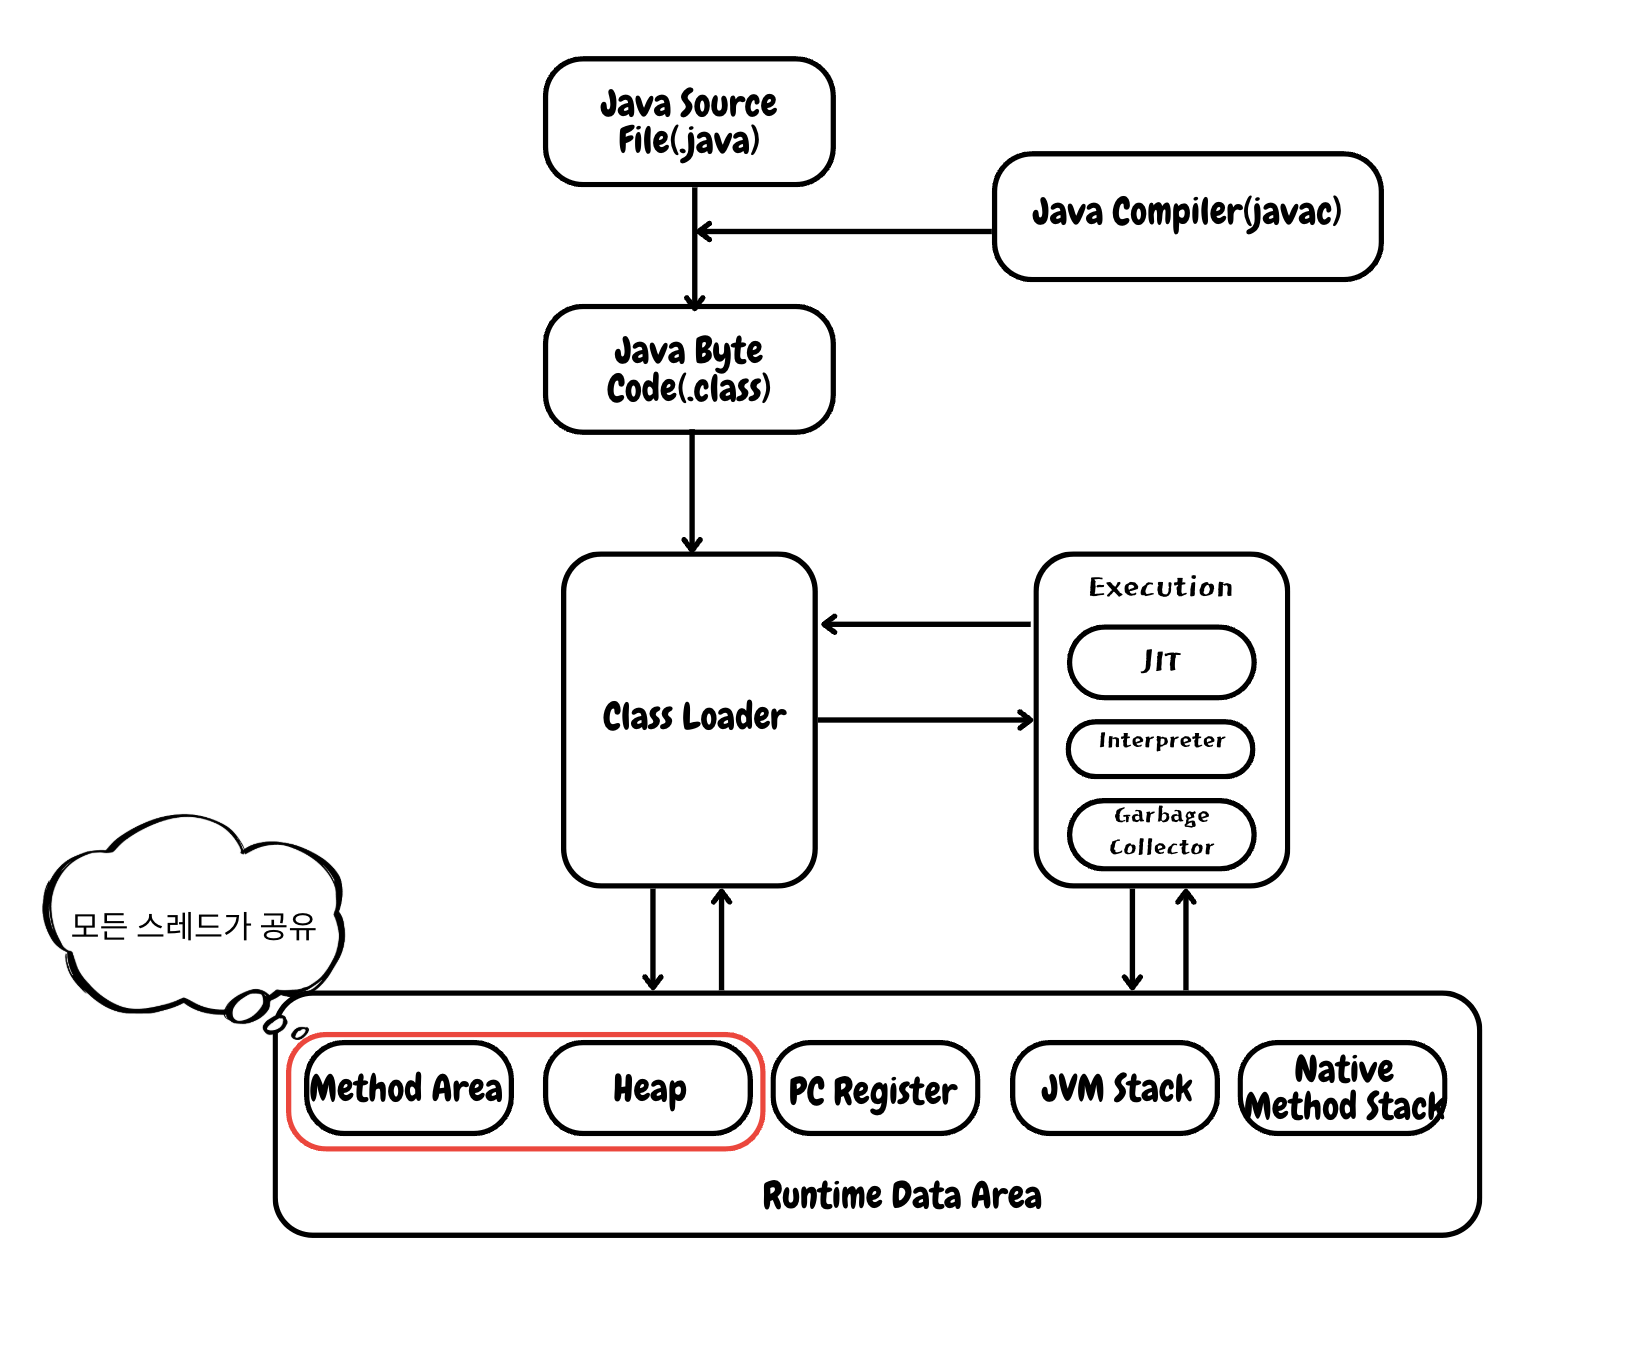 Java Source
File(.java)
Java Compiler(javac)
Java Byte
Code(.class)
Execution
JIT
Class Loader
Interpreter
Garbage
Collector
모든 스레드가 공유
Method Area
Heap
PC Register
JVM Stack
Native
Method Stack
Runtime Data Area